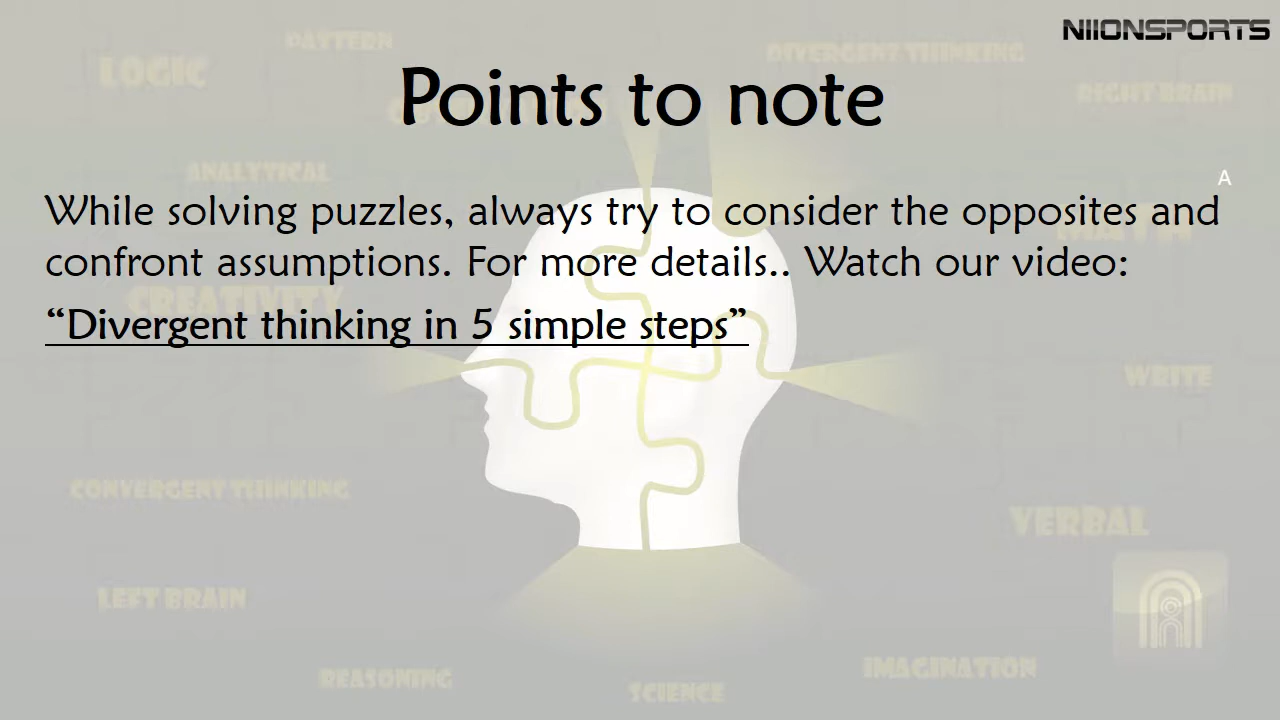 NIIONSPORTS
PATTERN
LOGIC
DIVERGENT THINKING
RIGHT BRAIN
Points to note
ANALYTICAL
A
While solving puzzles, always try to consider the opposites and
MATH
confront assumptions. For more details.. Watch our video:
CREATIVITY
“Divergent thinking in 5 simple steps”
WRITE
CONVERGENT THINKING
VERBAL
LEFT BRAIN
REASONING
SCIENCE
IMAGINATION